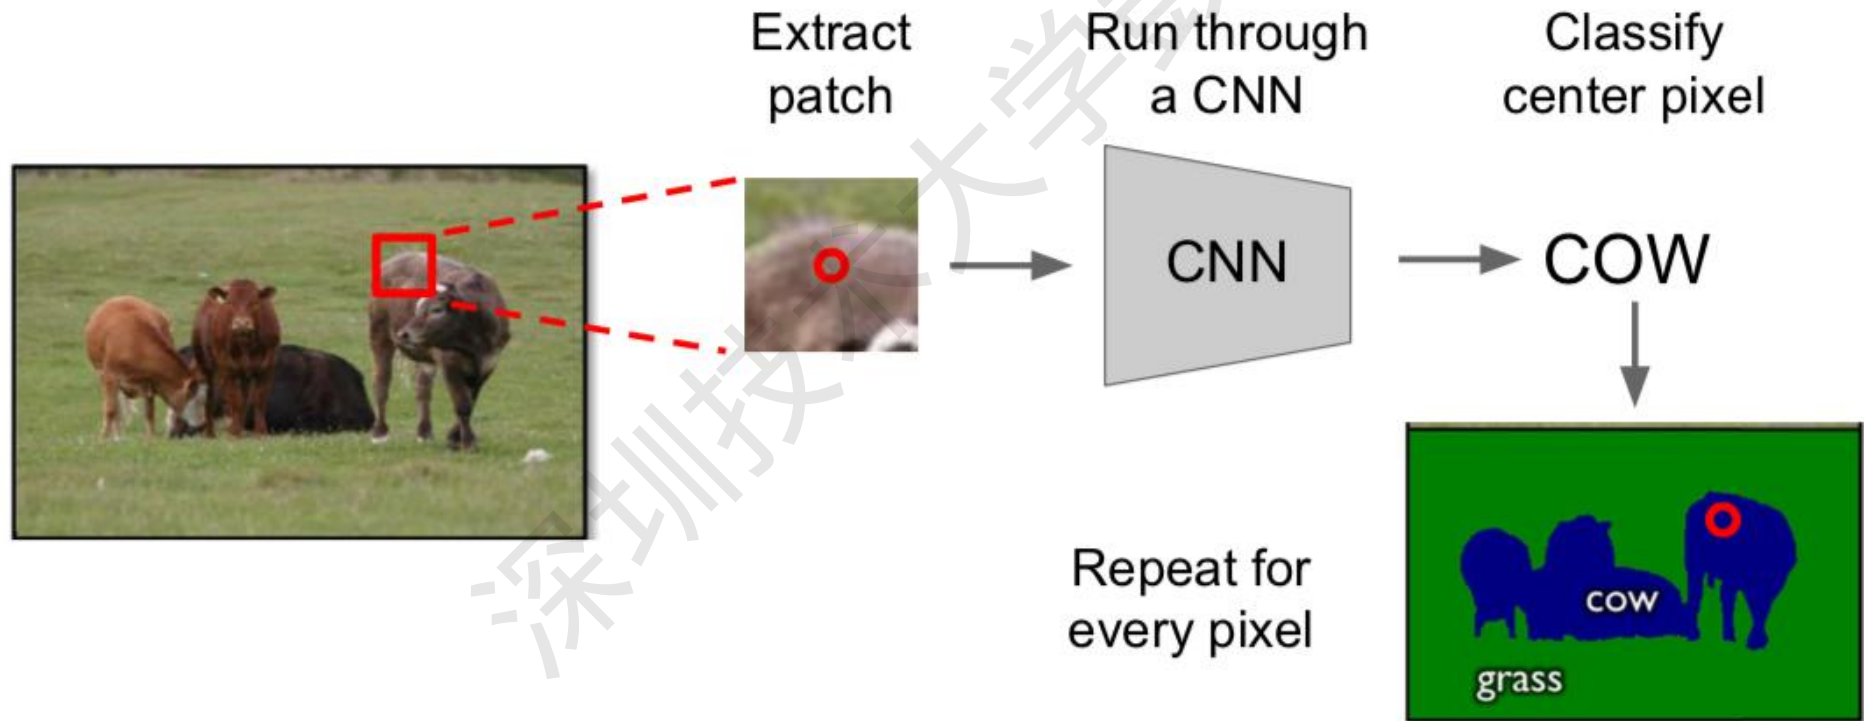 Extract
patch
Run through
a CNN
Classify
center pixel
CNN
COW
Repeat for
every pixel
cow
grass
深圳技术大学